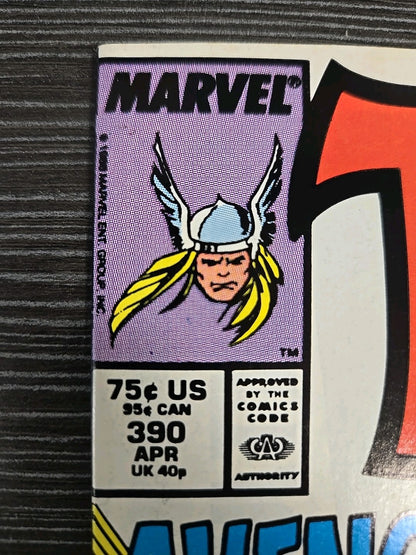 MARVEL®
© 1988 MARVEL ENT. GROUP, INC.
TM
75¢ US
95¢ CAN
390
APR
UK 40p
APPROVED
BY THE
COMICS
CODE
CA
AUTHORITY